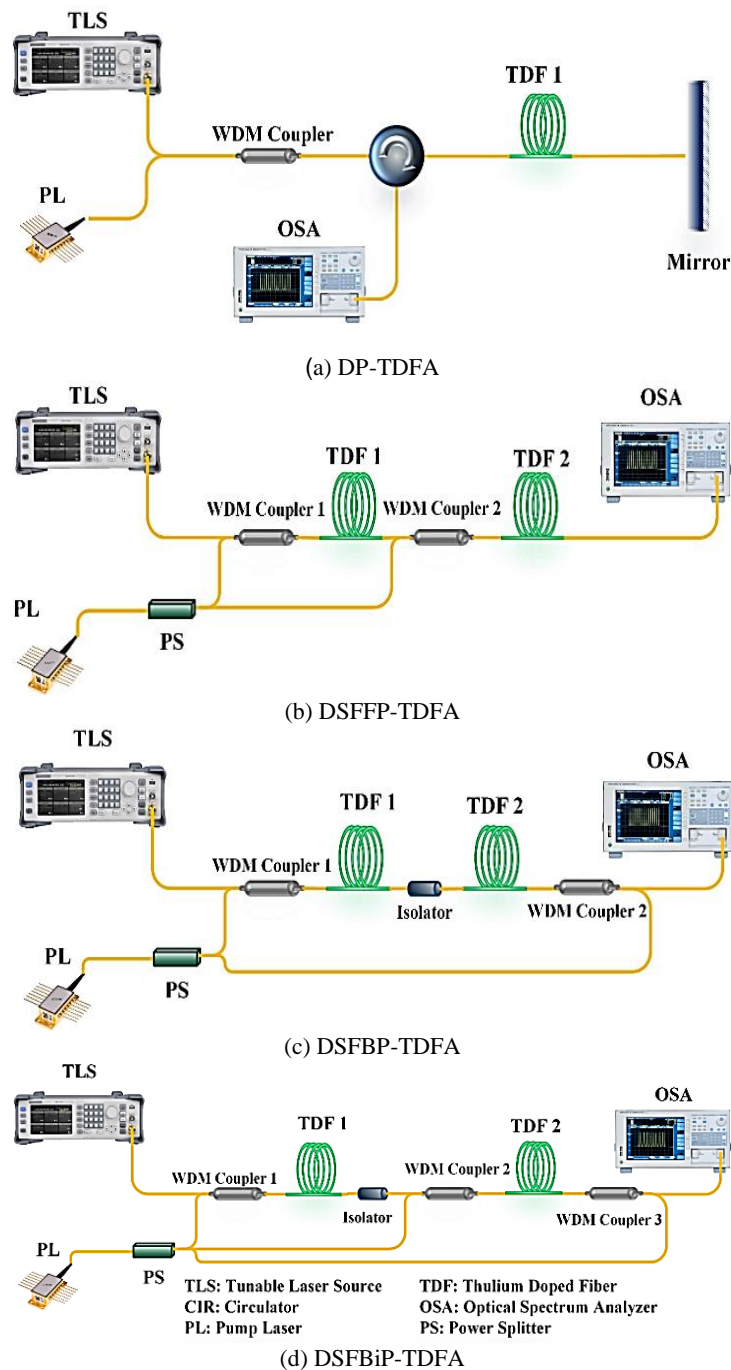 TLS
TDF 1
WDM Coupler
PL
OSA
Mirror
(a) DP-TDFA
TLS
OSA
TDF 1
TDF 2
WDM Coupler 1
WDM Coupler 2
PL
PS
(b) DSFFP-TDFA
TLS
OSA
TDF 1
TDF 2
WDM Coupler 1
Isolator
WDM Coupler 2
PL
PS
(c) DSFBP-TDFA
TLS
OSA
TDF 1
TDF 2
WDM Coupler 1
WDM Coupler 2
Isolator
WDM Coupler 3
PL
PS
TLS: Tunable Laser Source
TDF: Thulium Doped Fiber
CIR: Circulator
OSA: Optical Spectrum Analyzer
PL: Pump Laser
PS: Power Splitter
(d) DSFBiP-TDFA